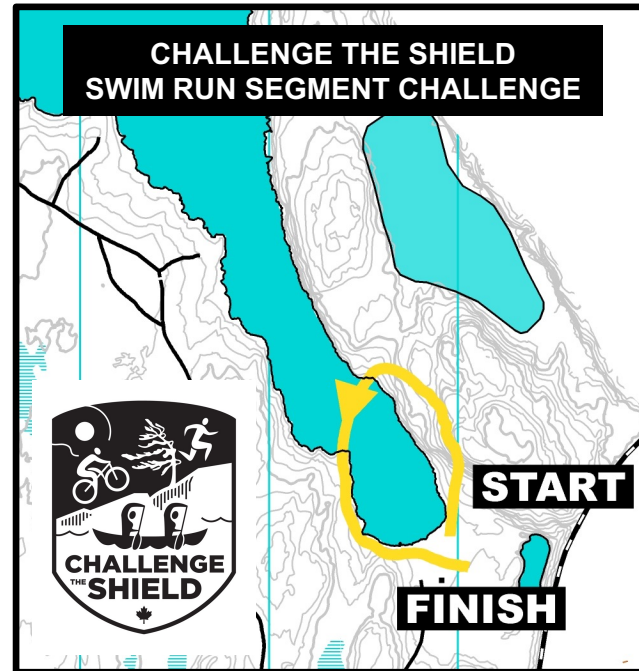 CHALLENGE THE SHIELD
SWIM RUN SEGMENT CHALLENGE
START
FINISH
CHALLENGE
THE SHIELD